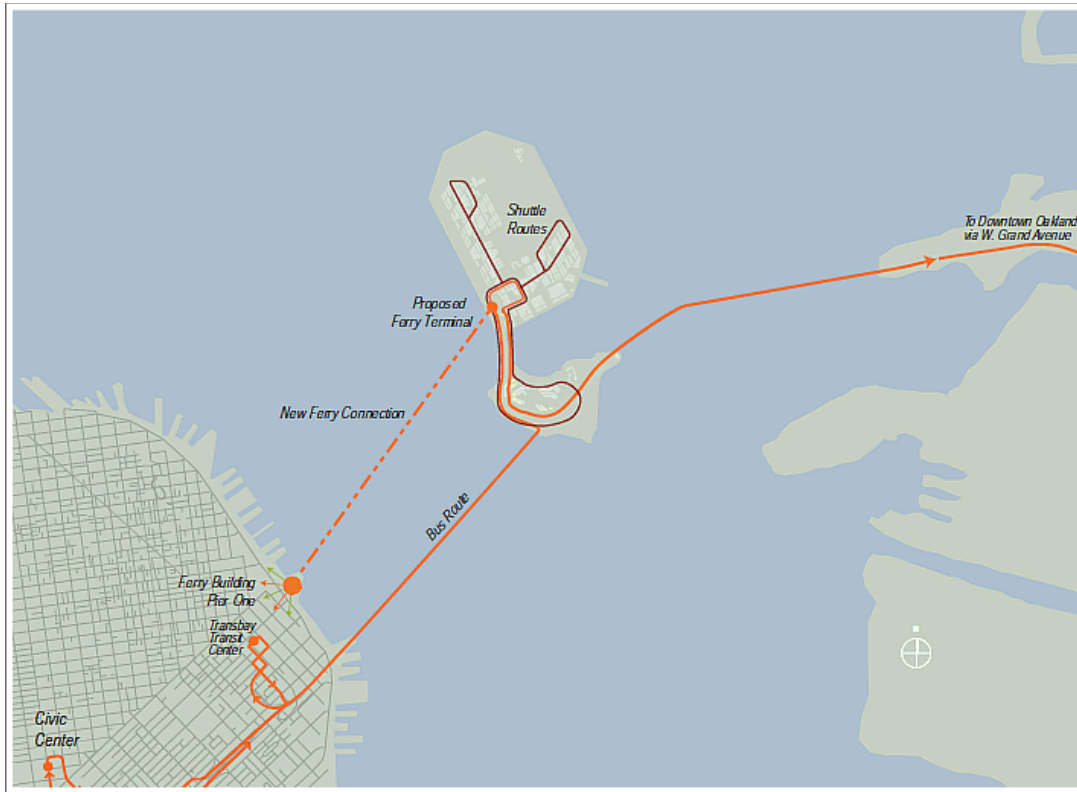 Shuttle
Routes
To Downtown Oakland
via W. Grand Avenue
Proposed
Ferry Terminal
New Ferry Connection
Bus Route
Ferry Building
Pier One
Transbay
Transit
Center
Civic
Center